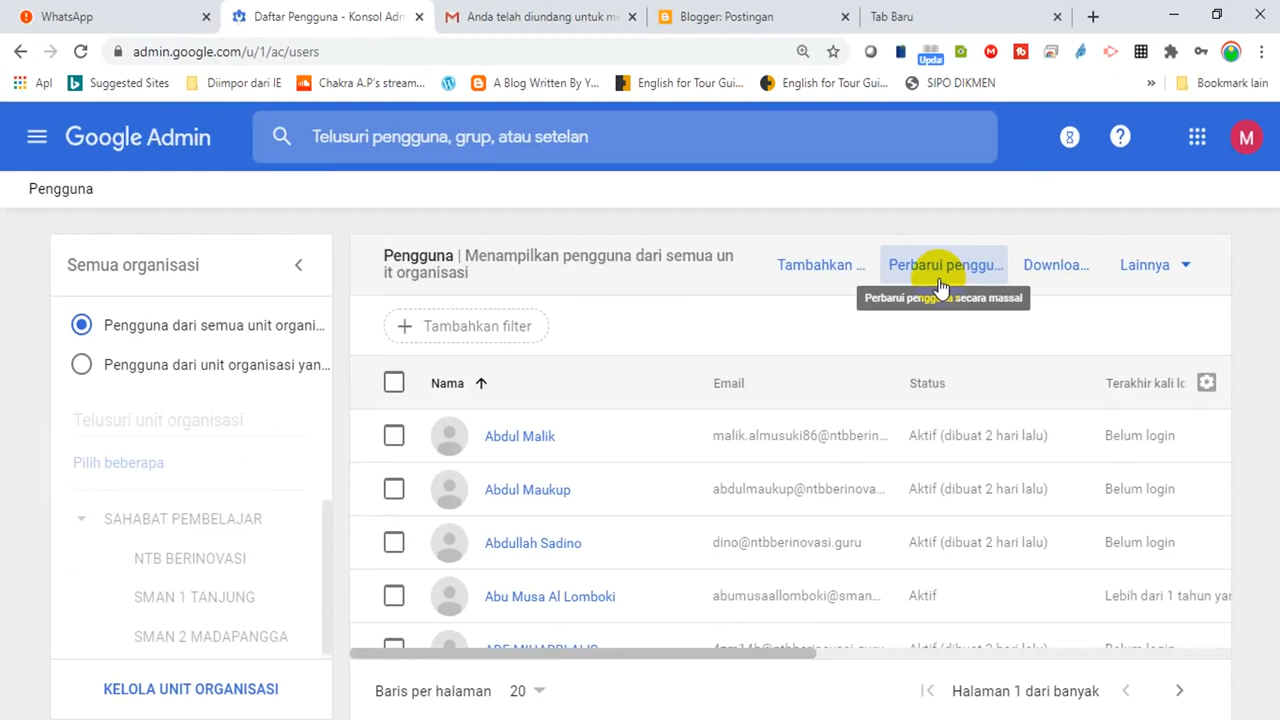 WhatsApp
Daftar Pengguna - Konsol Adm
Anda telah diundang untuk me
Blogger: Postingan
Tab Baru
admin.google.com/u/1/ac/users
Upda
Apl
Suggested Sites
Diimpor dari IE
Chakra A.P's stream...
A Blog Written By Y...
English for Tour Gui...
English for Tour Gui...
SIPO DIKMEN
Bookmark lain
Google Admin
Telusuri pengguna, grup, atau setelan
M
Pengguna
Semua organisasi
Pengguna dari semua unit organi...
Pengguna dari unit organisasi yan...
Telusuri unit organisasi
Pilih beberapa
SAHABAT PEMBELAJAR
NTB BERINOVASI
SMAN 1 TANJUNG
SMAN 2 MADAPANGGA
KELOLA UNIT ORGANISASI
Pengguna | Menampilkan pengguna dari semua un
it organisasi
Tambahkan ...
Perbarui penggu...
Downloa...
Lainnya
Perbarui pengguna secara massal
Tambahkan filter
Nama
Email
Status
Terakhir kali lo
Abdul Malik
malik.almusuki86@ntbberin...
Aktif (dibuat 2 hari lalu)
Belum login
Abdul Maukup
abdulmaukup@ntbberinova...
Aktif (dibuat 2 hari lalu)
Belum login
Abdullah Sadino
dino@ntbberinovasi.guru
Aktif (dibuat 2 hari lalu)
Belum login
Abu Musa Al Lomboki
abumusaallomboki@sman...
Aktif
Lebih dari 1 tahun yan
Baris per halaman
20
Halaman 1 dari banyak